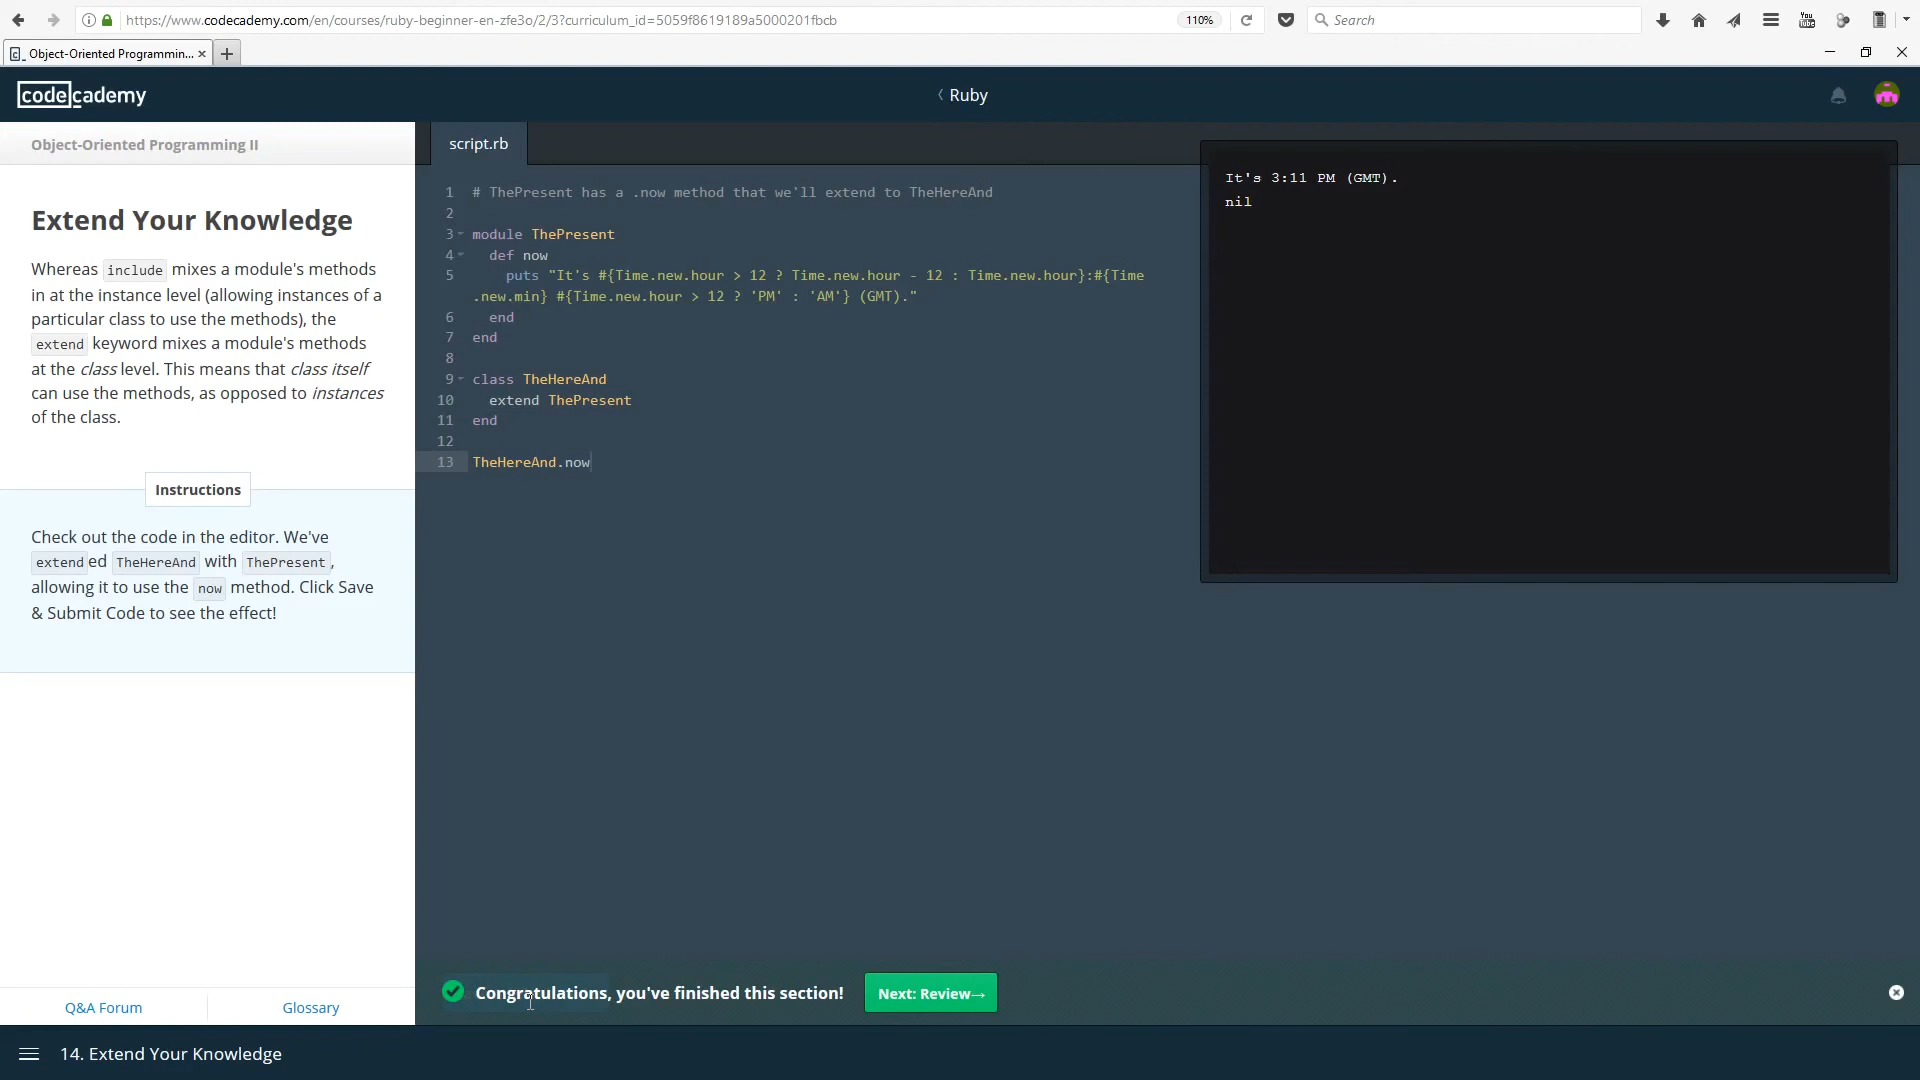 https://www.codecademy.com/en/courses/ruby-beginner-en-zfe3o/2/3?curriculum_id=5059f8619189a5000201fbcb
110%
Search
You
Tube
Object-Oriented Programmin...
codecademy
Ruby
Object-Oriented Programming II
Extend Your Knowledge
Whereas include mixes a module's methods
in at the instance level (allowing instances of a
particular class to use the methods), the
extend keyword mixes a module's methods
at the class level. This means that class itself
can use the methods, as opposed to instances
of the class.
Instructions
Check out the code in the editor. We've
extended TheHereAnd with ThePresent,
allowing it to use the now method. Click Save
& Submit Code to see the effect!
Q&A Forum
Glossary
script.rb
1 # ThePresent has a .now method that we'll extend to TheHereAnd
2
3 module ThePresent
4 def now
5 puts "It's #{Time.new.hour > 12 ? Time.new.hour - 12 : Time.new.hour}:#{Time
.new.min} #{Time.new.hour > 12 ? 'PM' : 'AM'} (GMT)."
6 end
7 end
8
9 class TheHereAnd
10 extend ThePresent
11 end
12
13 TheHereAnd.now
It's 3:11 PM (GMT).
nil
Congratulations, you've finished this section!
Next: Review→
14. Extend Your Knowledge